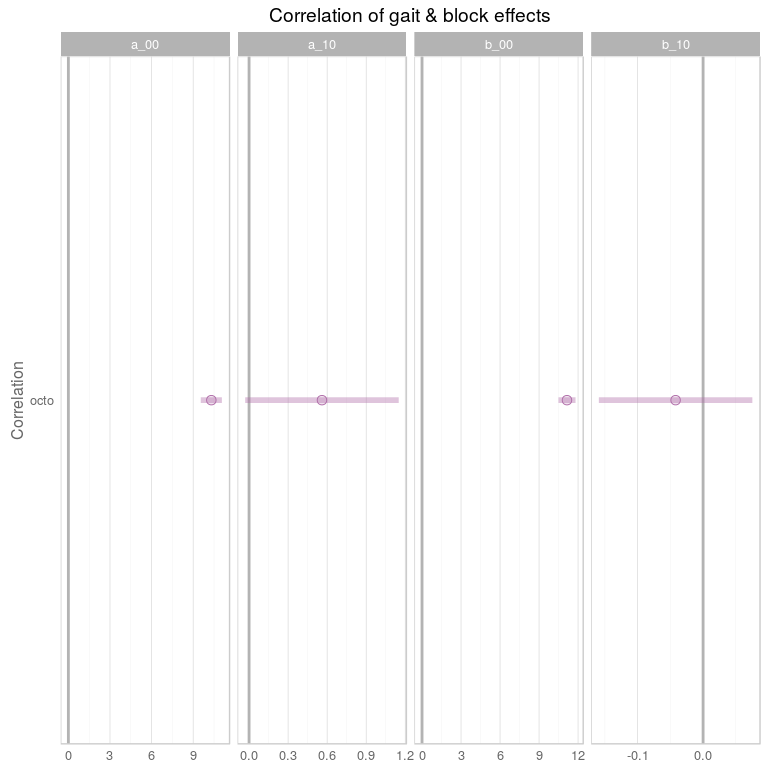 Correlation of gait & block effects
a_00 a_10 b_00 b_10
Correlation
octo
0 3 6 9 0.0 0.3 0.6 0.9 1.2 0 3 6 9 12 -0.1 0.0